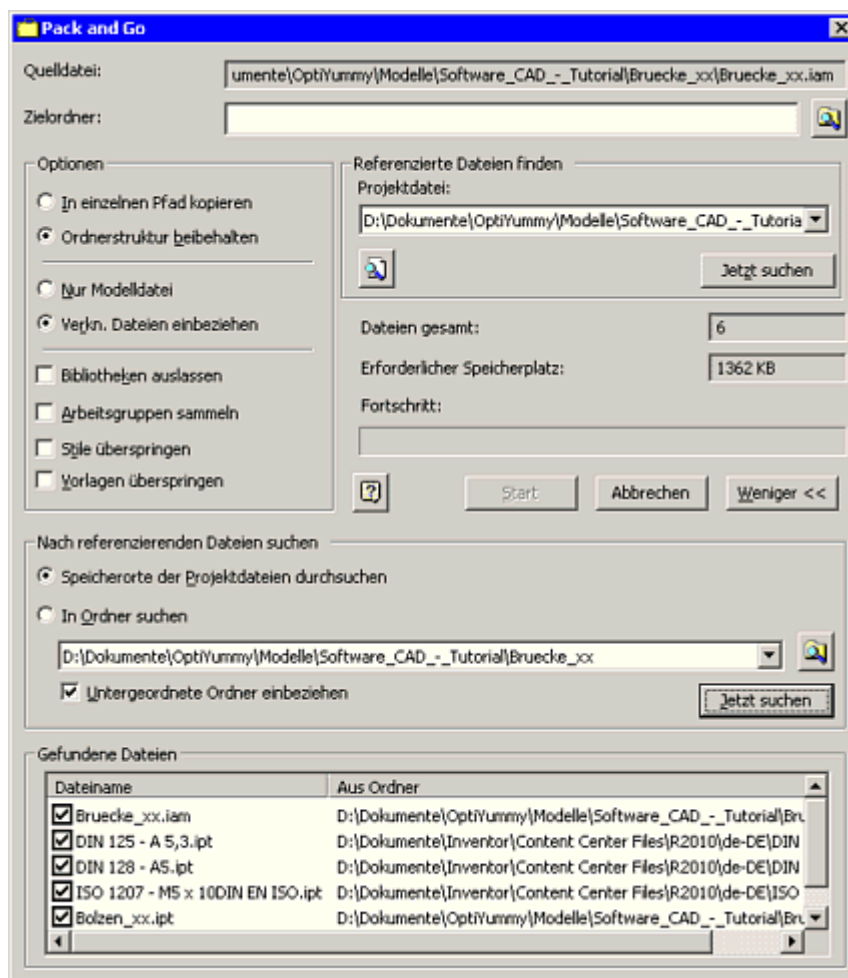 Pack and Go
Quelldatei:
umente\OptiYummy\Modelle\Software_CAD_-_Tutorial\Bruecke_xx\Bruecke_xx.iam
Zielordner:
Optionen
In einzelnen Pfad kopieren
Ordnerstruktur beibehalten
Nur Modelldatei
Verkn. Dateien einbeziehen
Bibliotheken auslassen
Arbeitsgruppen sammeln
Stile überspringen
Vorlagen überspringen
Referenzierte Dateien finden
Projektdatei:
D:\Dokumente\OptiYummy\Modelle\Software_CAD_-_Tutoria
Jetzt suchen
Dateien gesamt: 6
Erforderlicher Speicherplatz: 1362 KB
Fortschritt:
Start Abbrechen Weniger <<
Nach referenzierenden Dateien suchen
Speicherorte der Projektdateien durchsuchen
In Ordner suchen
D:\Dokumente\OptiYummy\Modelle\Software_CAD_-_Tutorial\Bruecke_xx
Untergeordnete Ordner einbeziehen
Jetzt suchen
Gefundene Dateien
Dateiname Aus Ordner
Bruecke_xx.iam D:\Dokumente\OptiYummy\Modelle\Software_CAD_-_Tutorial\Bru
DIN 125 - A 5,3.ipt D:\Dokumente\Inventor\Content Center Files\R2010\de-DE\DIN
DIN 128 - A5.ipt D:\Dokumente\Inventor\Content Center Files\R2010\de-DE\DIN
ISO 1207 - M5 x 10DIN EN ISO.ipt D:\Dokumente\Inventor\Content Center Files\R2010\de-DE\ISO
Bolzen_xx.ipt D:\Dokumente\OptiYummy\Modelle\Software_CAD_-_Tutorial\Bru